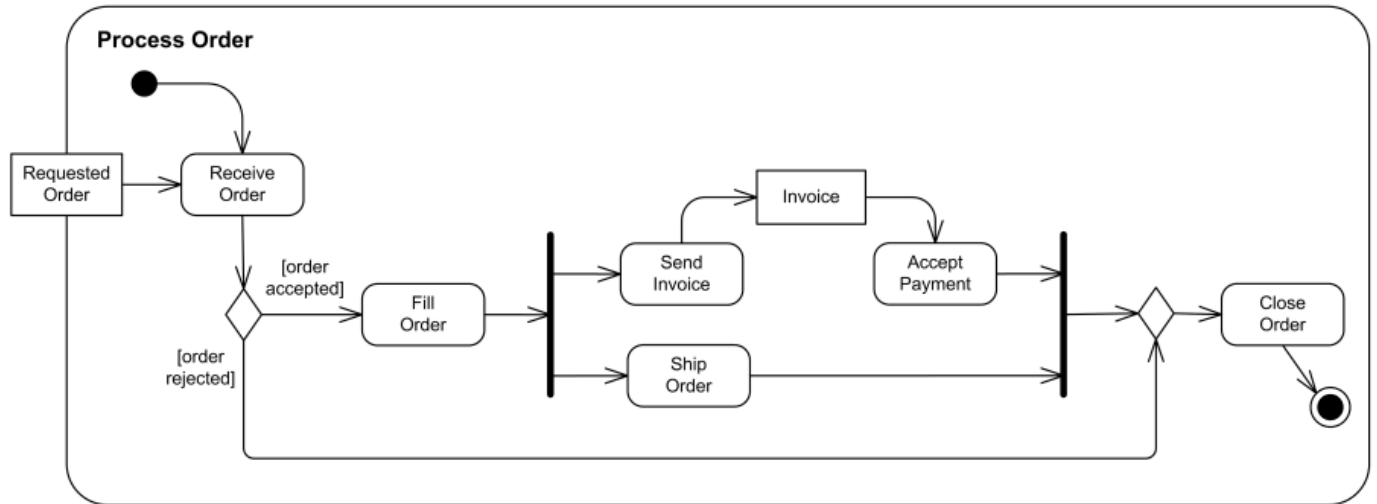 Process Order
Requested
Order
Receive
Order
[order
accepted]
[order
rejected]
Fill
Order
Send
Invoice
Invoice
Accept
Payment
Ship
Order
Close
Order